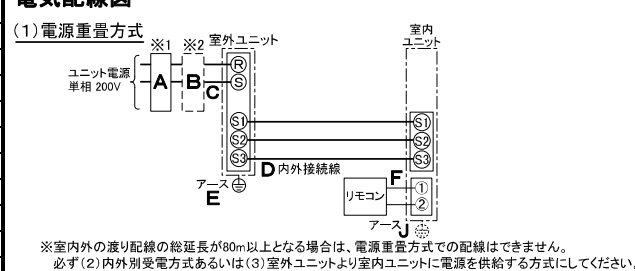 電気配線図
(1)電源重畳方式
※1 ※2 室外ユニット
室内
ユニット
ユニット電源
単相 200V
A B C
R
S
S1 S1
S2 S2
S3 S3
D 内外接続線
アース
E
F
リモコン
①
②
アース J
※室内外の渡り配線の総延長が80m以上となる場合は、電源重畳方式での配線はできません。
必ず(2)内外別受電方式あるいは(3)室外ユニットより室内ユニットに電源を供給する方式にしてください。